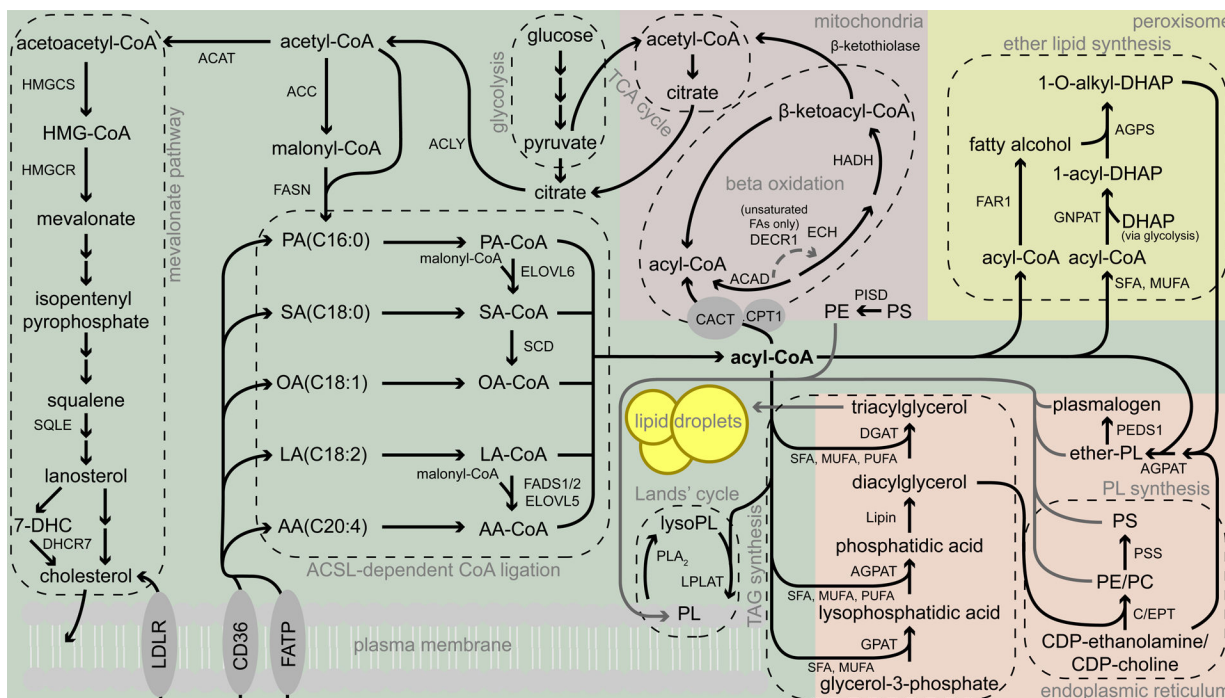 mitochondria
peroxisome
acetoacetyl-CoA
ACAT
acetyl-CoA
HMGCS
HMG-CoA
HMGCR
mevalonate
isopentenyl
pyrophosphate
squalene
SQLE
lanosterol
7-DHC
DHCR7
cholesterol
mevalonate pathway
ACC
malonyl-CoA
FASN
ACLY
glucose
glycolysis
pyruvate
citrate
acetyl-CoA
citrate
TCA cycle
β-ketothiolase
β-ketoacyl-CoA
HADH
beta oxidation
(unsaturated
FAs only)
DECR1
ECH
acyl-CoA
ACAD
CACT
CPT1
PISD
PE
PS
ether lipid synthesis
1-O-alkyl-DHAP
AGPS
fatty alcohol
1-acyl-DHAP
FAR1
GNPAT
DHAP
(via glycolysis)
acyl-CoA
acyl-CoA
SFA, MUFA
PA(C16:0)
PA-CoA
malonyl-CoA
ELOVL6
SA(C18:0)
SA-CoA
SCD
OA(C18:1)
OA-CoA
LA(C18:2)
LA-CoA
malonyl-CoA
FADS1/2
ELOVL5
AA(C20:4)
AA-CoA
ACSL-dependent CoA ligation
acyl-CoA
lipid droplets
triacylglycerol
DGAT
SFA, MUFA, PUFA
diacylglycerol
Lipin
phosphatidic acid
AGPAT
SFA, MUFA, PUFA
lysophosphatidic acid
GPAT
SFA, MUFA
glycerol-3-phosphate
TAG synthesis
Lands' cycle
lysoPL
PLA2
LPLAT
PL
plasmalogen
PEDS1
ether-PL
AGPAT
PL synthesis
PS
PSS
PE/PC
C/EPT
CDP-ethanolamine/
CDP-choline
endoplasmic reticulum
plasma membrane
LDLR
CD36
FATP